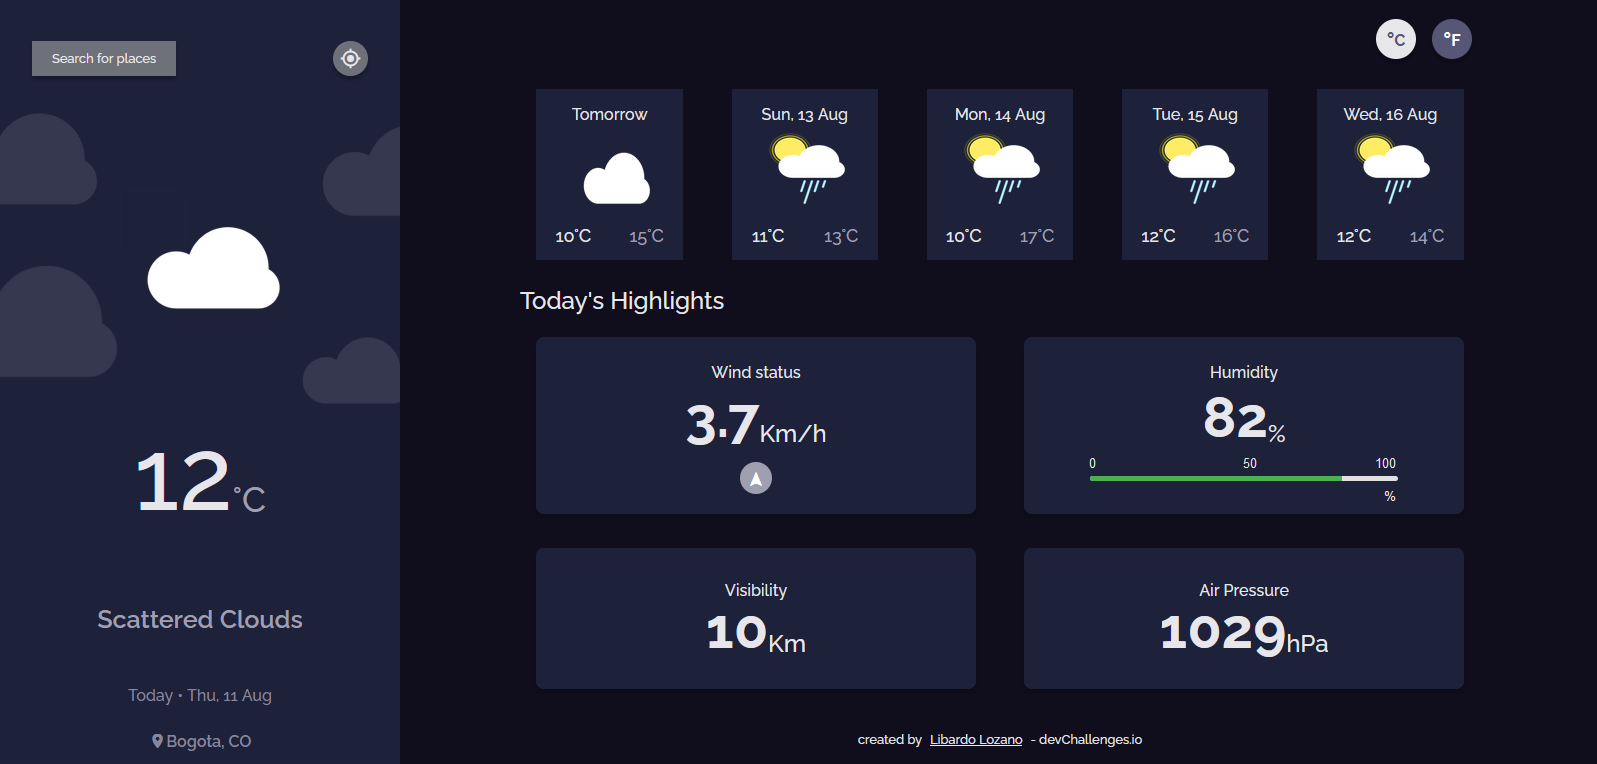 Search for places
12°C
Scattered Clouds
Today • Thu, 11 Aug
Bogota, CO
°C °F
Tomorrow
10°C 15°C
Sun, 13 Aug
11°C 13°C
Mon, 14 Aug
10°C 17°C
Tue, 15 Aug
12°C 16°C
Wed, 16 Aug
12°C 14°C
Today's Highlights
Wind status
3.7Km/h
Humidity
82%
0 50 100
%
Visibility
10Km
Air Pressure
1029hPa
created by Libardo Lozano - devChallenges.io